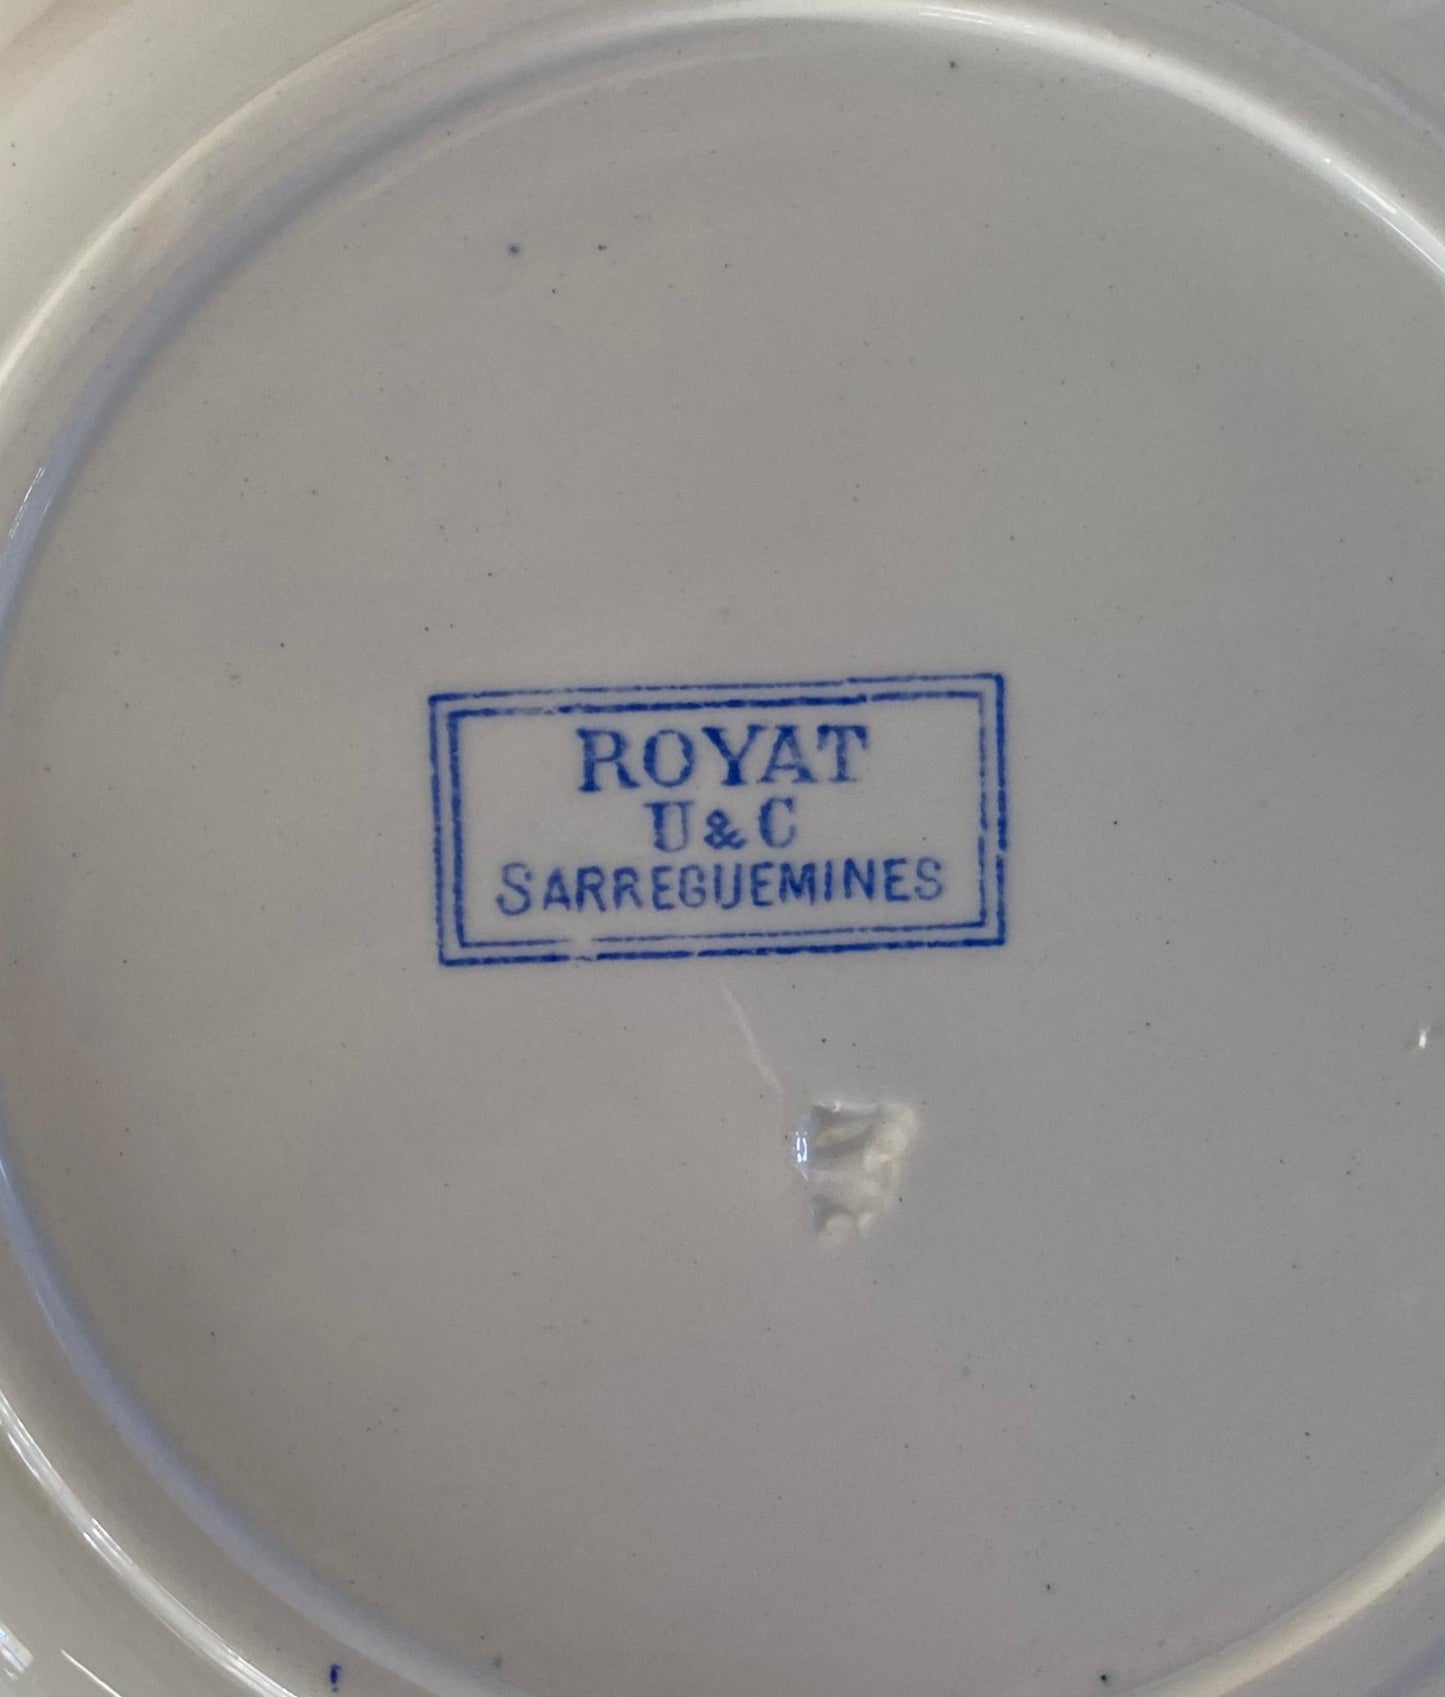 ROYAT
U & C
SARREGUEMINES